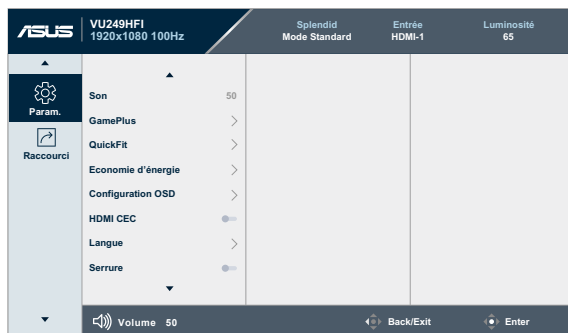 ASUS
VU249HFI
1920x1080 100Hz
Splendid
Mode Standard
Entrée
HDMI-1
Luminosité
65
Param.
Raccourci
Son 50
GamePlus
QuickFit
Economie d'énergie
Configuration OSD
HDMI CEC
Langue
Serrure
Volume 50
Back/Exit
Enter